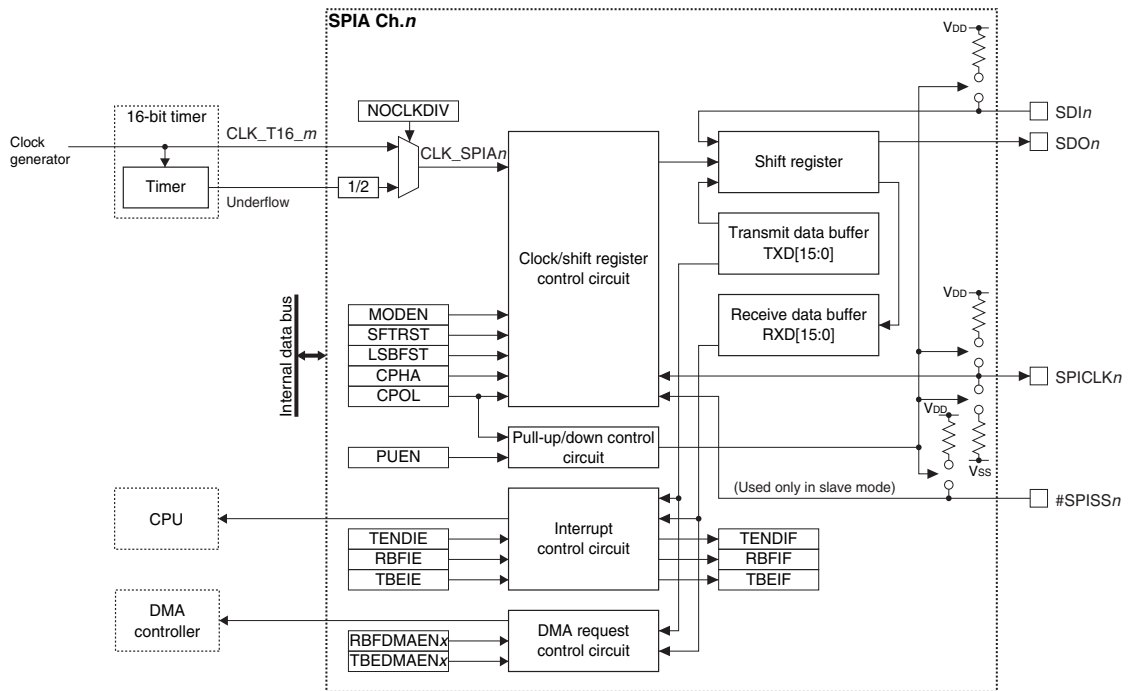 SPIA Ch.n
VDD
16-bit timer
NOCLKDIV
SDIn
Clock
generator
CLK_T16_m
CLK_SPIAn
SDOn
Shift register
Timer
1/2
Underflow
Transmit data buffer
TXD[15:0]
Clock/shift register
control circuit
Internal data bus
VDD
MODEN
Receive data buffer
RXD[15:0]
SFTRST
LSBFST
CPHA
SPICLKn
CPOL
VDD
Pull-up/down control
circuit
PUEN
VSS
(Used only in slave mode)
#SPISSn
CPU
Interrupt
control circuit
TENDIE
TENDIF
RBFIE
RBFIF
TBEIE
TBEIF
DMA
controller
DMA request
control circuit
RBFDMAENx
TBEDMAENx